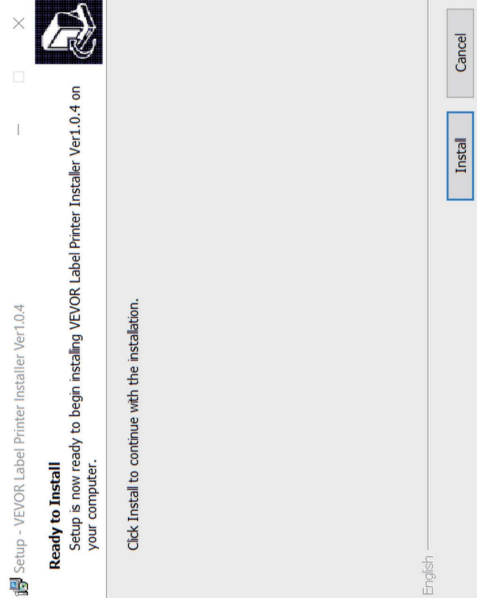 Setup - VEVOR Label Printer Installer Ver1.0.4
Ready to Install
Setup is now ready to begin installing VEVOR Label Printer Installer Ver1.0.4 on
your computer.
Click Install to continue with the installation.
English
Install
Cancel